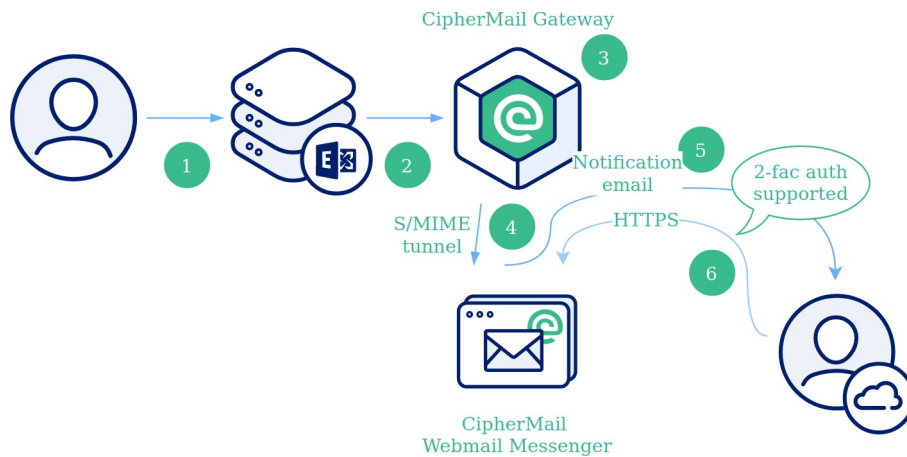 CipherMail Gateway
3
1
2
5
Notification
email
2-fac auth
supported
S/MIME
tunnel
4
HTTPS
6
E
CipherMail
Webmail Messenger